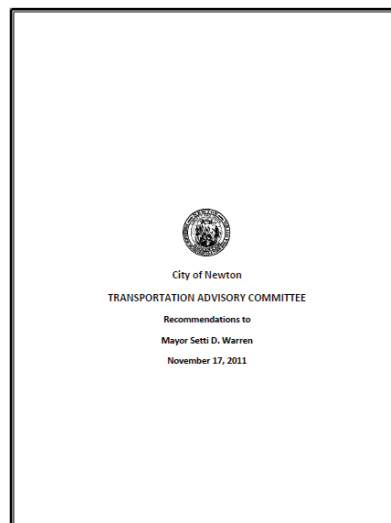 City of Newton
TRANSPORTATION ADVISORY COMMITTEE
Recommendations to
Mayor Setti D. Warren
November 17, 2011